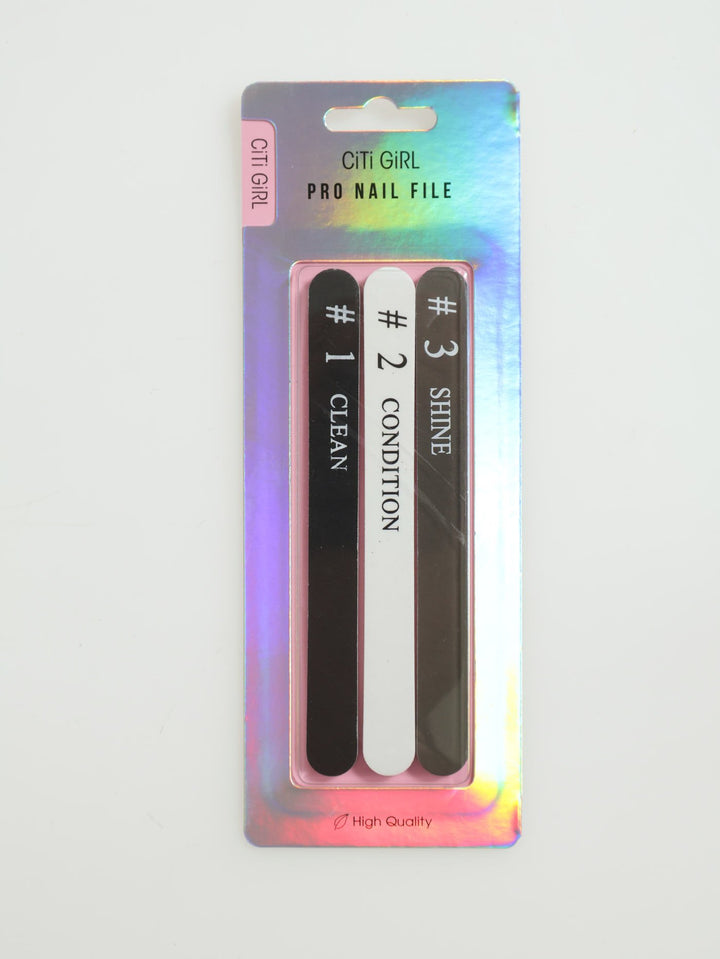 CiTi GiRL
CiTi GiRL
PRO NAIL FILE
# 1 CLEAN
# 2 CONDITION
# 3 SHINE
High Quality